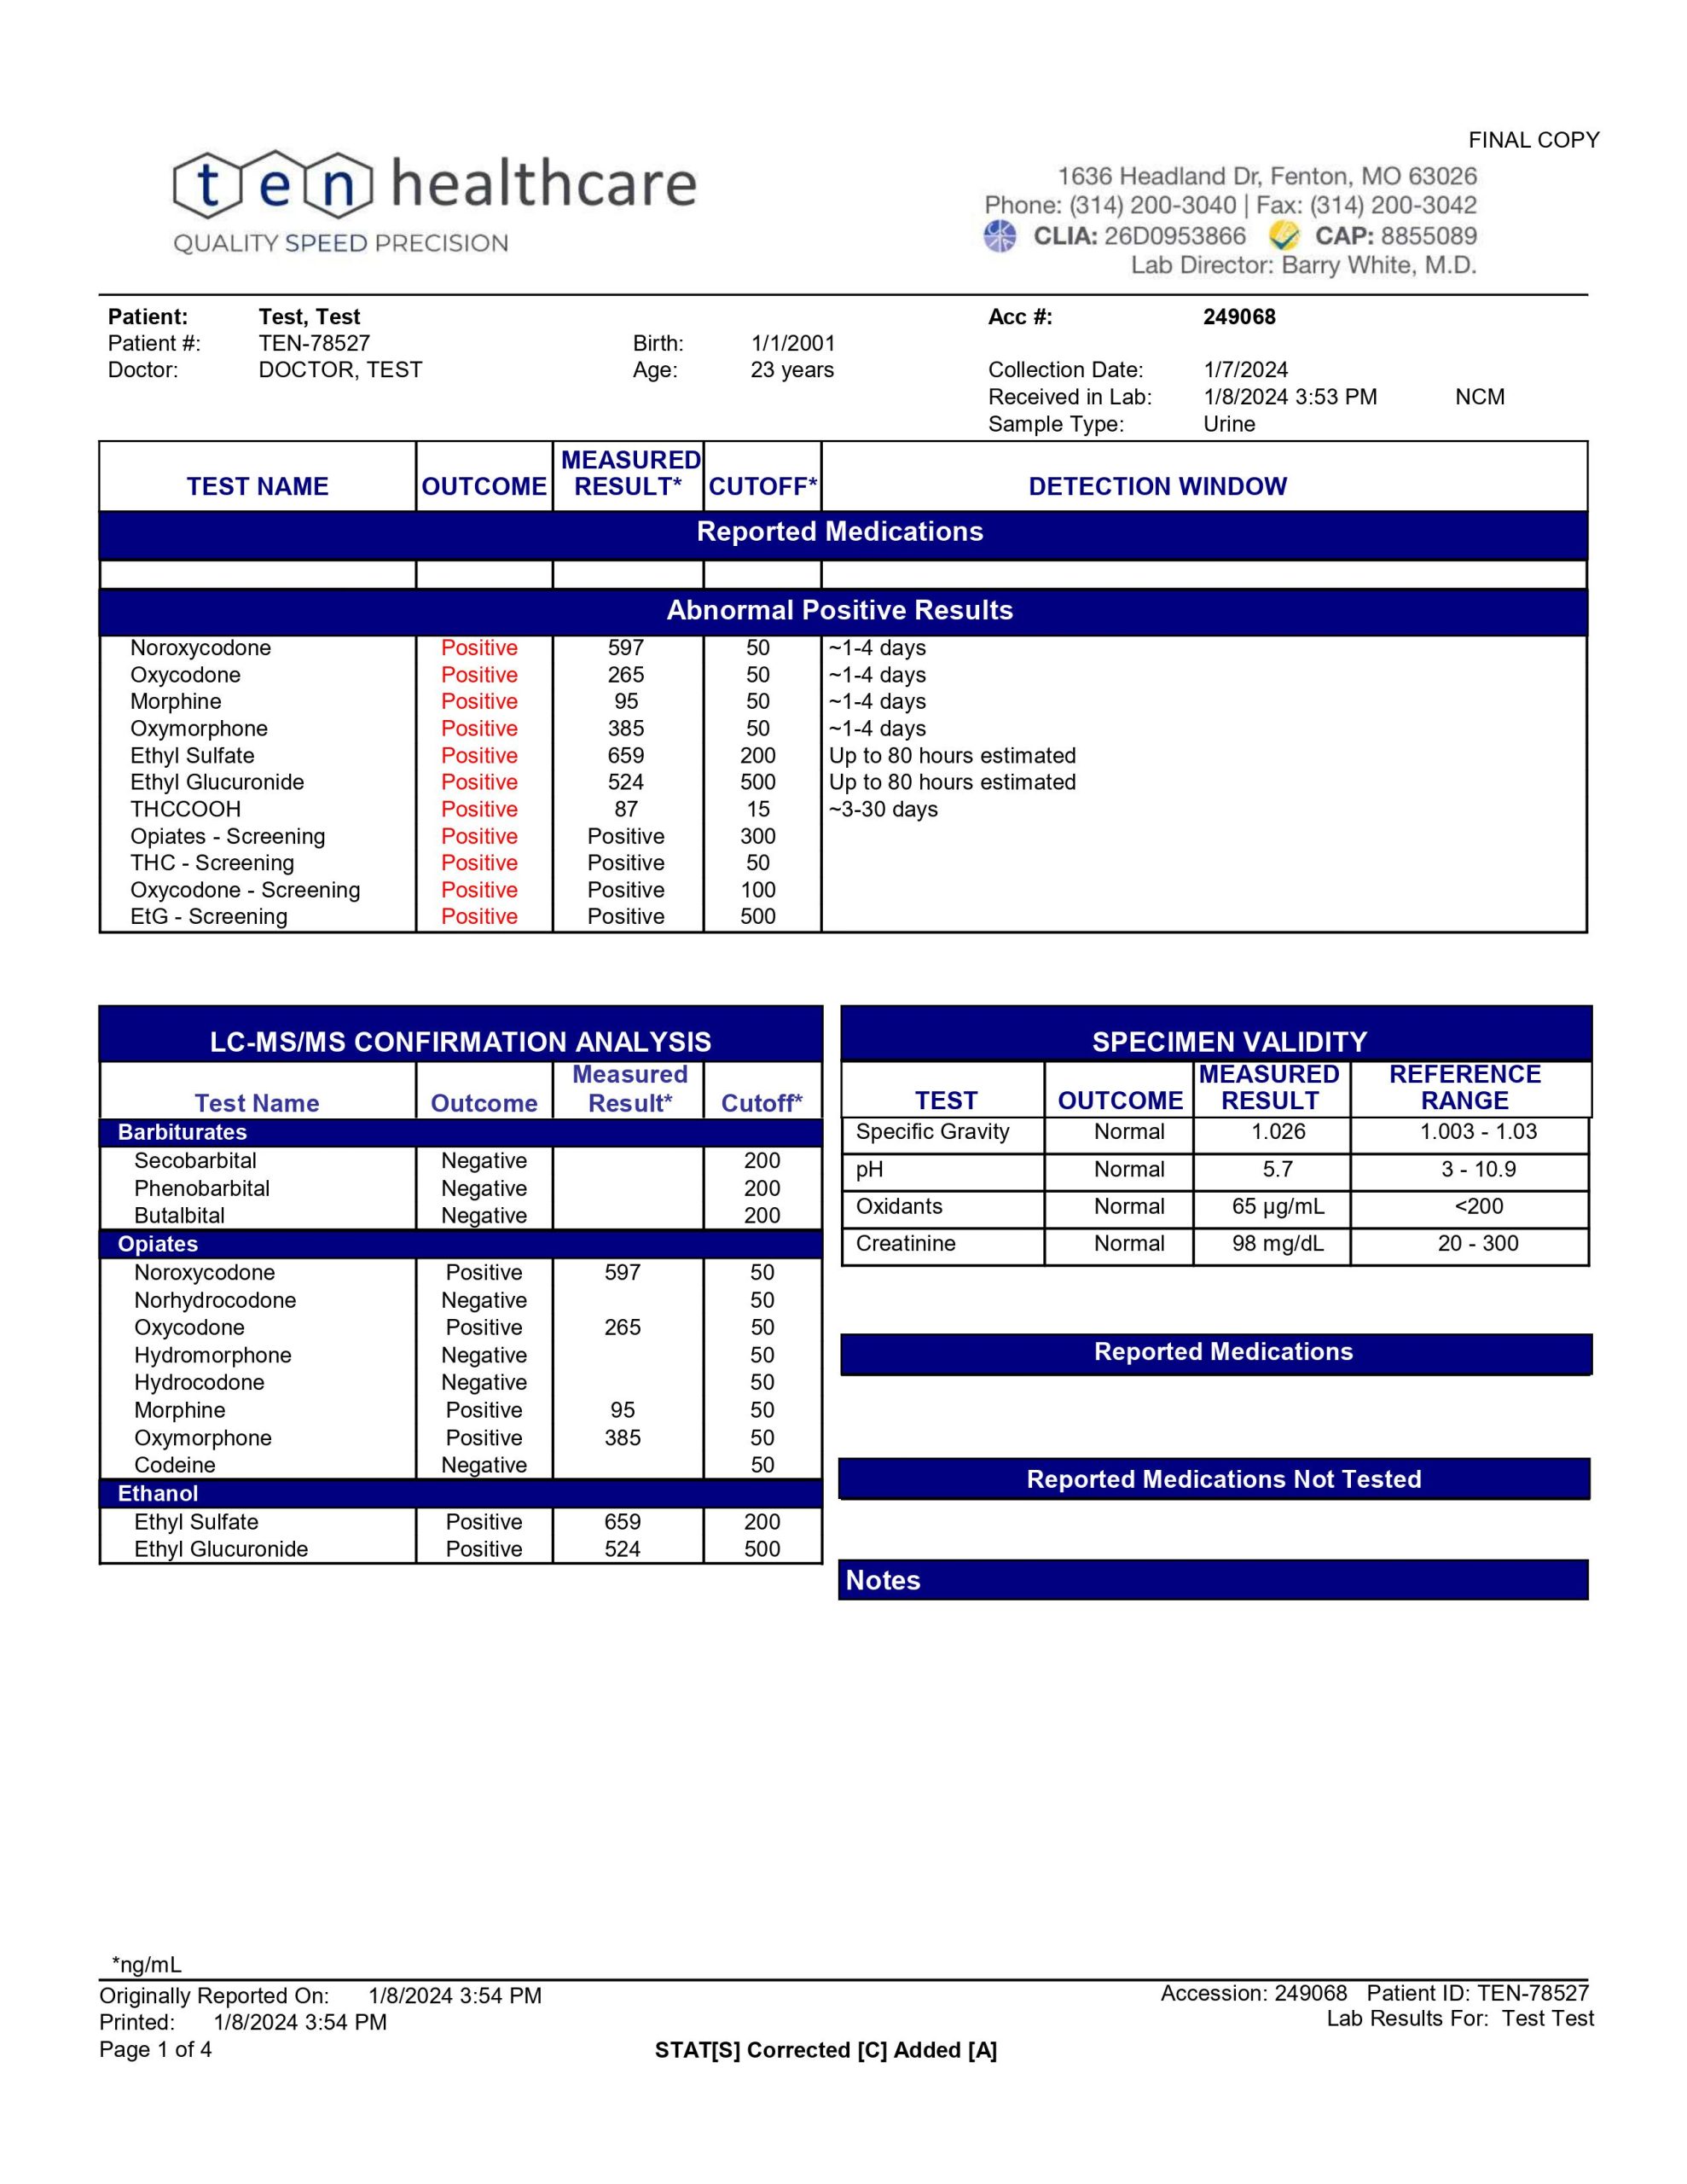 FINAL COPY
ten healthcare
QUALITY SPEED PRECISION
1636 Headland Dr, Fenton, MO 63026
Phone: (314) 200-3040 | Fax: (314) 200-3042
CLIA: 26D0953866 CAP: 8855089
Lab Director: Barry White, M.D.
Patient: Test, Test Acc #: 249068
Patient #: TEN-78527 Birth: 1/1/2001
Doctor: DOCTOR, TEST Age: 23 years Collection Date: 1/7/2024
Received in Lab: 1/8/2024 3:53 PM NCM
Sample Type: Urine
TEST NAME OUTCOME MEASURED RESULT* CUTOFF* DETECTION WINDOW
Reported Medications
Abnormal Positive Results
Noroxycodone Positive 597 50 ~1-4 days
Oxycodone Positive 265 50 ~1-4 days
Morphine Positive 95 50 ~1-4 days
Oxymorphone Positive 385 50 ~1-4 days
Ethyl Sulfate Positive 659 200 Up to 80 hours estimated
Ethyl Glucuronide Positive 524 500 Up to 80 hours estimated
THCCOOH Positive 87 15 ~3-30 days
Opiates - Screening Positive Positive 300
THC - Screening Positive Positive 50
Oxycodone - Screening Positive Positive 100
EtG - Screening Positive Positive 500
LC-MS/MS CONFIRMATION ANALYSIS
Test Name Outcome Measured Result* Cutoff*
Barbiturates
Secobarbital Negative 200
Phenobarbital Negative 200
Butalbital Negative 200
Opiates
Noroxycodone Positive 597 50
Norhydrocodone Negative 50
Oxycodone Positive 265 50
Hydromorphone Negative 50
Hydrocodone Negative 50
Morphine Positive 95 50
Oxymorphone Positive 385 50
Codeine Negative 50
Ethanol
Ethyl Sulfate Positive 659 200
Ethyl Glucuronide Positive 524 500
SPECIMEN VALIDITY
TEST OUTCOME MEASURED RESULT REFERENCE RANGE
Specific Gravity Normal 1.026 1.003 - 1.03
pH Normal 5.7 3 - 10.9
Oxidants Normal 65 µg/mL <200
Creatinine Normal 98 mg/dL 20 - 300
Reported Medications
Reported Medications Not Tested
Notes
*ng/mL
Originally Reported On: 1/8/2024 3:54 PM Accession: 249068 Patient ID: TEN-78527
Printed: 1/8/2024 3:54 PM Lab Results For: Test Test
Page 1 of 4 STAT[S] Corrected [C] Added [A]